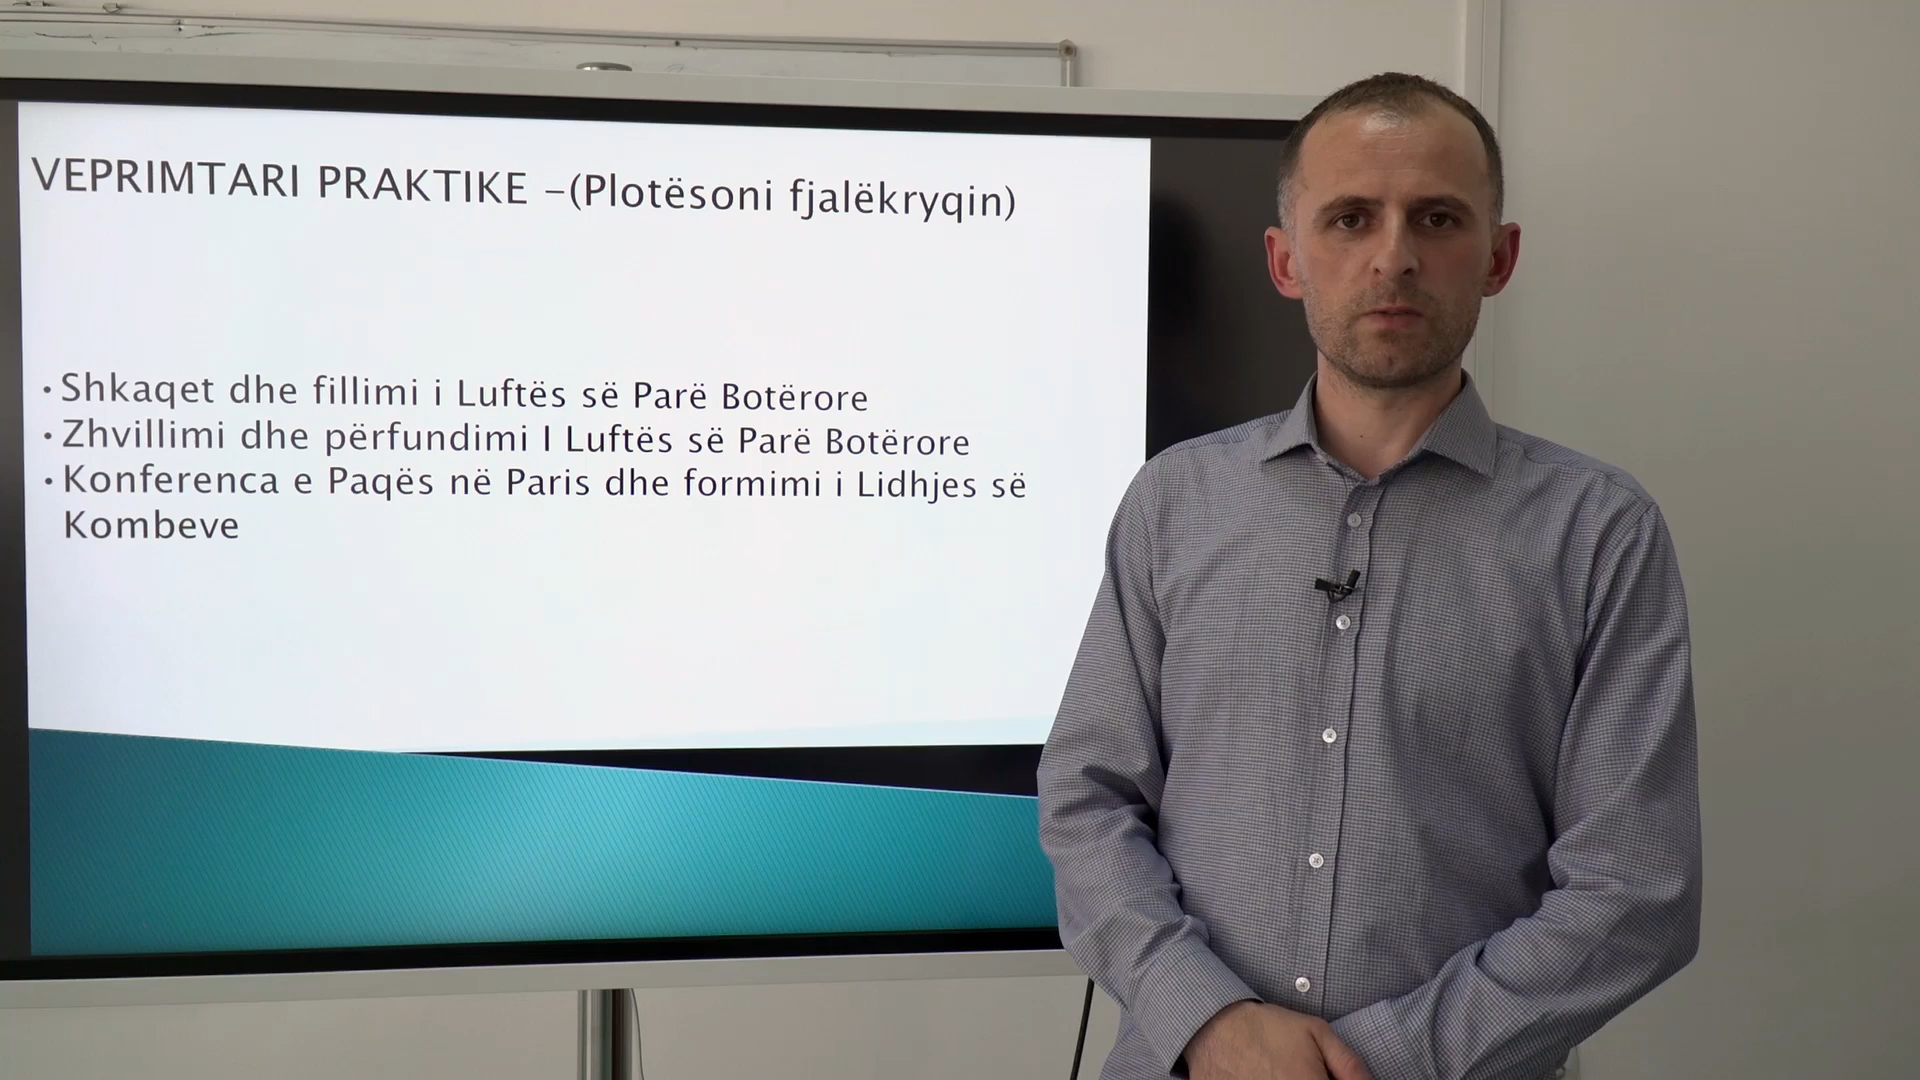 VEPRIMTARI PRAKTIKE –(Plotësoni fjalëkryqin)
• Shkaqet dhe fillimi i Luftës së Parë Botërore
• Zhvillimi dhe përfundimi I Luftës së Parë Botërore
• Konferenca e Paqës në Paris dhe formimi i Lidhjes së
Kombeve